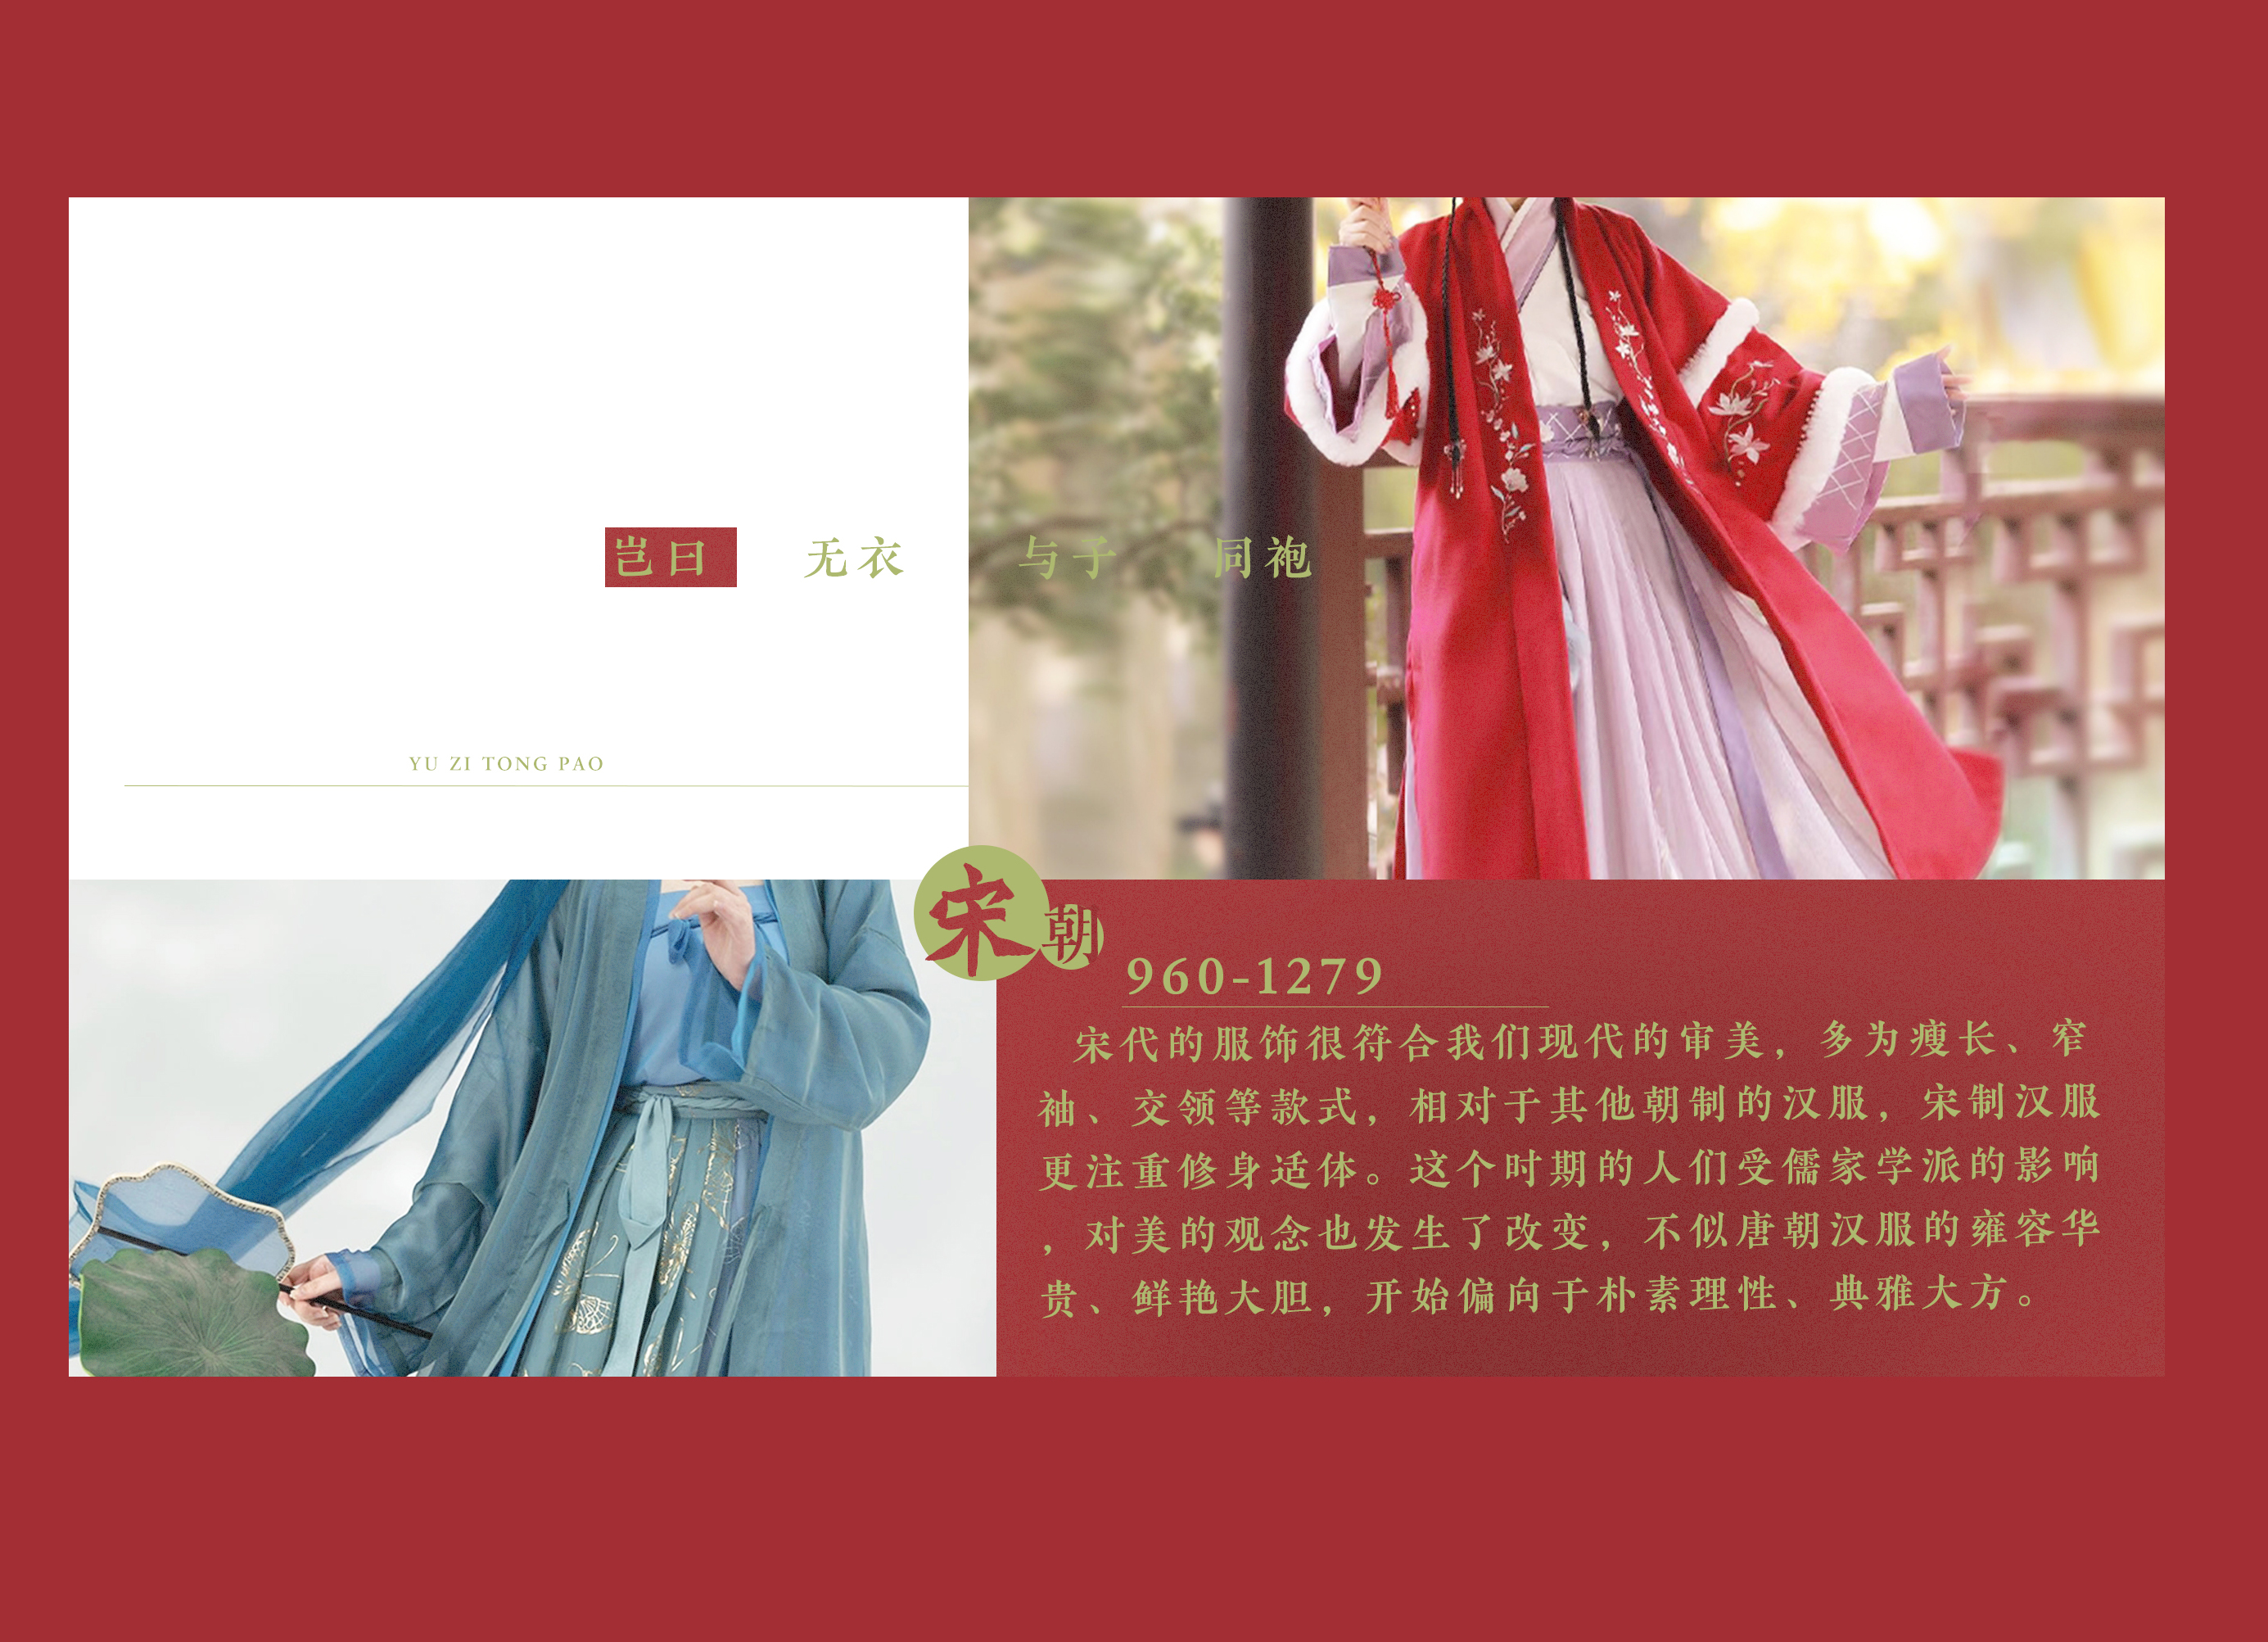 岂曰 无衣 与子 同袍
YU ZI TONG PAO
宋朝
960-1279
宋代的服饰很符合我们现代的审美，多为瘦长、窄
袖、交领等款式，相对于其他朝制的汉服，宋制汉服
更注重修身适体。这个时期的人们受儒家学派的影响
，对美的观念也发生了改变，不似唐朝汉服的雍容华
贵、鲜艳大胆，开始偏向于朴素理性、典雅大方。